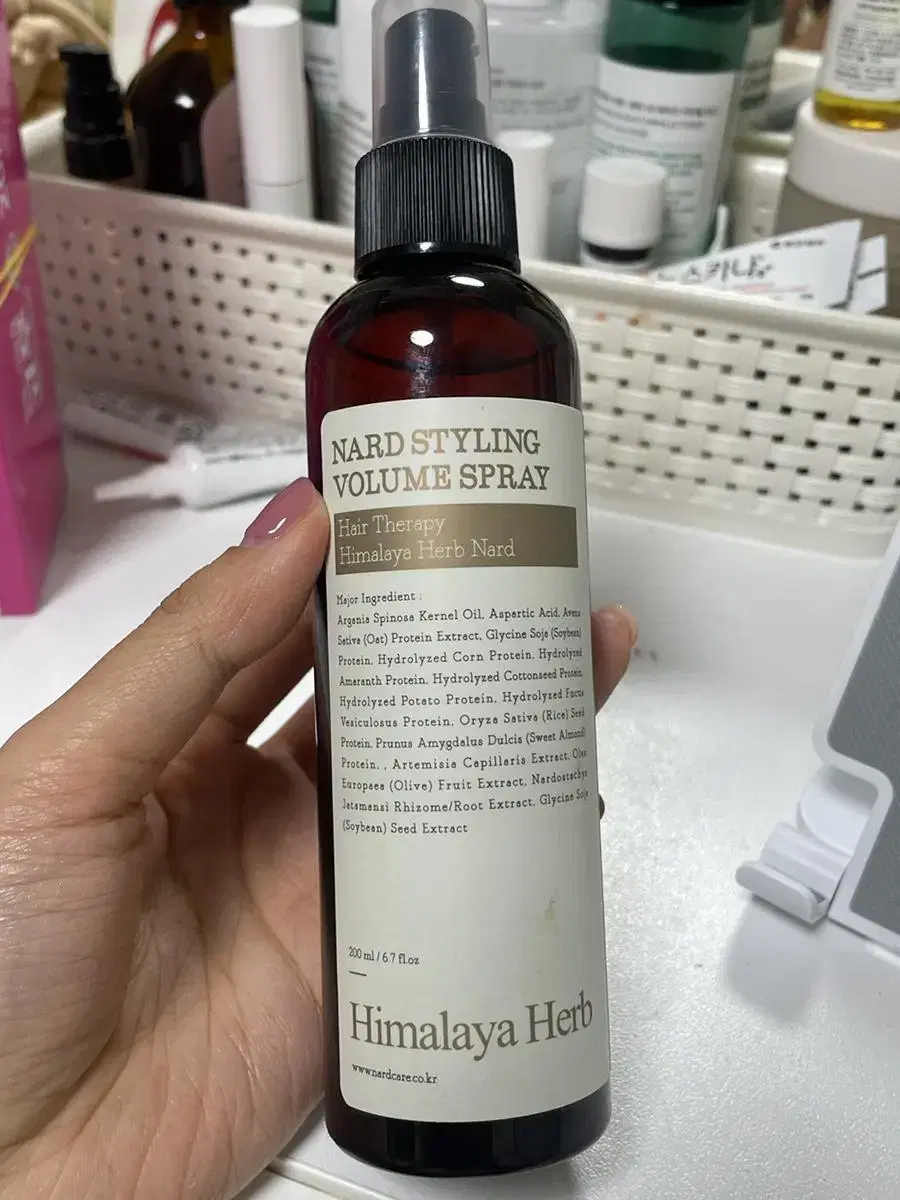 NARD STYLING
VOLUME SPRAY
Hair Therapy
Himalaya Herb Nard
Major Ingredient :
Argania Spinosa Kernel Oil, Aspartic Acid, Avena
Sativa (Oat) Protein Extract, Glycine Soja (Soybean)
Protein, Hydrolyzed Corn Protein, Hydrolyzed
Amaranth Protein, Hydrolyzed Cottonseed Protein,
Hydrolyzed Potato Protein, Hydrolyzed Fucus
Vesiculosus Protein, Oryza Sativa (Rice) Seed
Protein, Prunus Amygdalus Dulcis (Sweet Almond)
Protein, , Artemisia Capillaris Extract, Olea
Europaea (Olive) Fruit Extract, Nardostachys
Jatamansi Rhizome/Root Extract, Glycine Soja
(Soybean) Seed Extract
200 ml / 6.7 fl.oz
Himalaya Herb
www.nardcare.co.kr